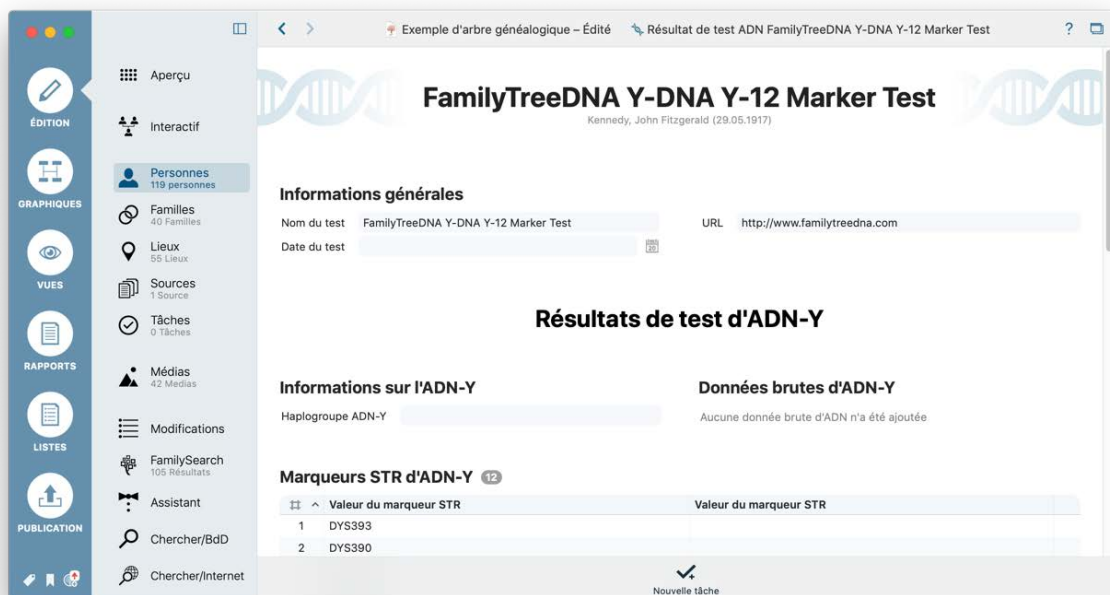 Exemple d'arbre généalogique – Édité
Résultat de test ADN FamilyTreeDNA Y-DNA Y-12 Marker Test
?
ÉDITION
GRAPHIQUES
VUES
RAPPORTS
LISTES
PUBLICATION
Aperçu
Interactif
Personnes
119 personnes
Familles
40 Familles
Lieux
55 Lieux
Sources
1 Source
Tâches
0 Tâches
Médias
42 Medias
Modifications
FamilySearch
105 Résultats
Assistant
Chercher/BdD
Chercher/Internet
FamilyTreeDNA Y-DNA Y-12 Marker Test
Kennedy, John Fitzgerald (29.05.1917)
Informations générales
Nom du test FamilyTreeDNA Y-DNA Y-12 Marker Test URL http://www.familytreedna.com
Date du test
20
Résultats de test d'ADN-Y
Informations sur l'ADN-Y
Haplogroupe ADN-Y
Données brutes d'ADN-Y
Aucune donnée brute d'ADN n'a été ajoutée
Marqueurs STR d'ADN-Y 12
Valeur du marqueur STR Valeur du marqueur STR
1 DYS393
2 DYS390
Nouvelle tâche